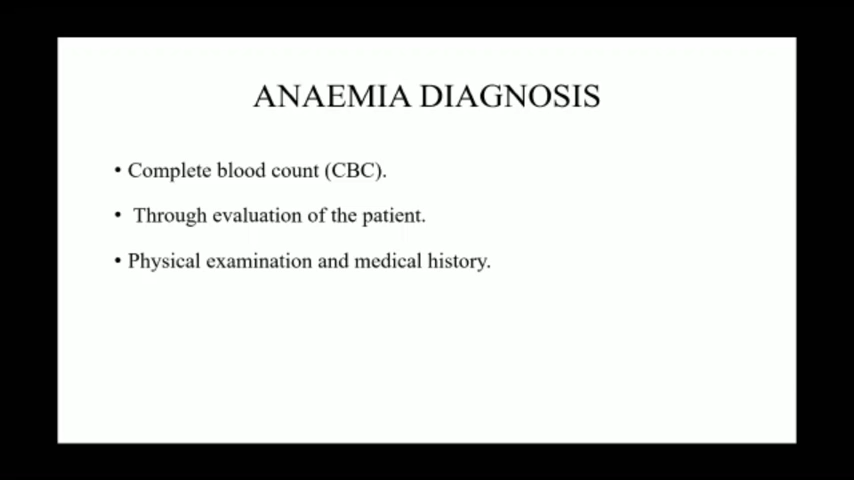 ANAEMIA DIAGNOSIS
• Complete blood count (CBC).
• Through evaluation of the patient.
• Physical examination and medical history.